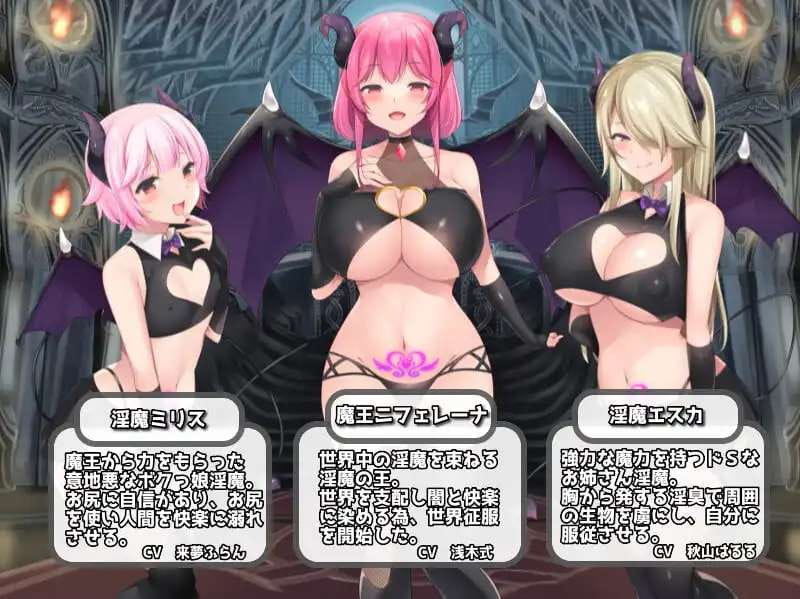 淫魔ミリス
魔王から力をもらった
意地悪なボクっ娘淫魔。
お尻に自信があり、お尻
を使い人間を快楽に溺れ
させる。
CV 来夢ふらん
魔王ニフェレーナ
世界中の淫魔を束ねる
淫魔の王。
世界を支配し闇と快楽
に染める為、世界征服
を開始した。
CV 浅木式
淫魔エスカ
強力な魔力を持つドSな
お姉さん淫魔。
胸から発する淫臭で周囲
の生物を虜にし、自分に
服従させる。
CV 秋山はるる